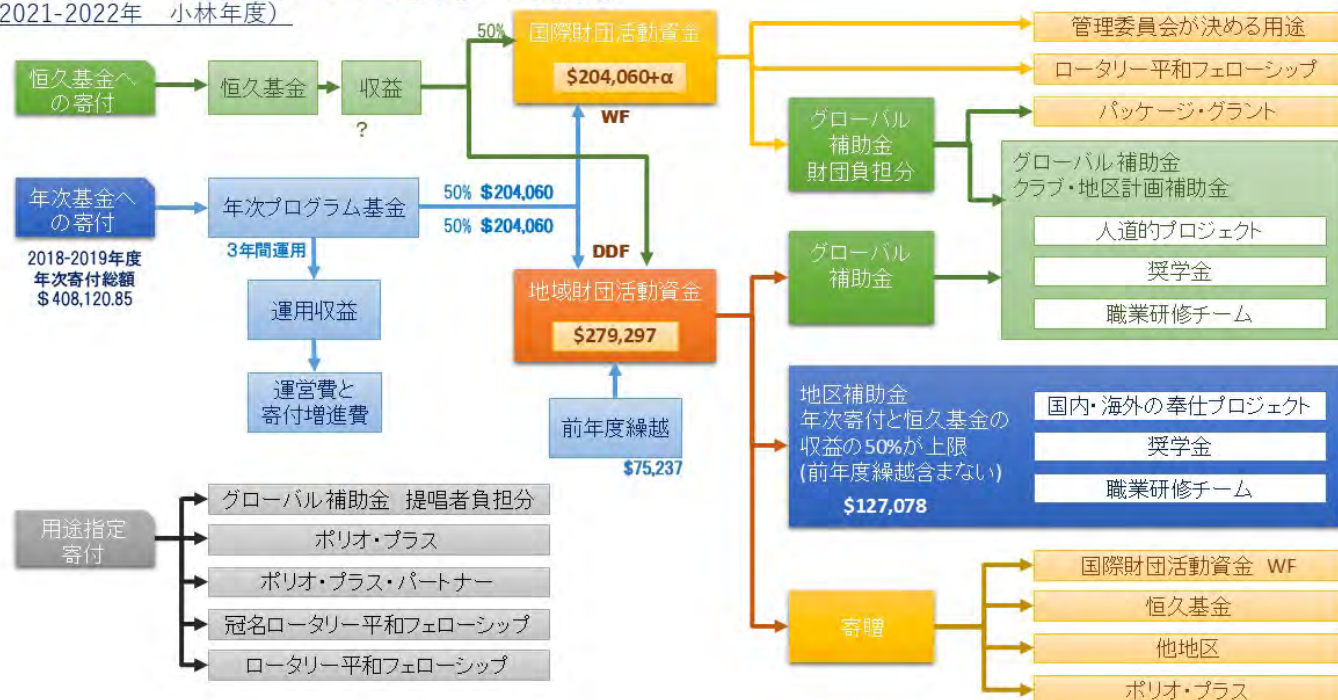 2021-2022年 小林年度)
恒久基金へ
の寄付
恒久基金
収益
?
50%
国際財団活動資金
$204,060+α
WF
年次基金へ
の寄付
2018-2019年度
年次寄付総額
$408,120.85
年次プログラム基金
50% $204,060
50% $204,060
3年間運用
運用収益
運営費と
寄付増進費
DDF
地域財団活動資金
$279,297
前年度繰越
$75,237
管理委員会が決める用途
ロータリー平和フェローシップ
パッケージ・グラント
グローバル
補助金
財団負担分
グローバル補助金
クラブ・地区計画補助金
人道的プロジェクト
奨学金
職業研修チーム
グローバル
補助金
地区補助金
年次寄付と恒久基金の
収益の50%が上限
(前年度繰越含まない)
$127,078
国内・海外の奉仕プロジェクト
奨学金
職業研修チーム
寄贈
国際財団活動資金 WF
恒久基金
他地区
ポリオ・プラス
用途指定
寄付
グローバル補助金 提唱者負担分
ポリオ・プラス
ポリオ・プラス・パートナー
冠名ロータリー平和フェローシップ
ロータリー平和フェローシップ